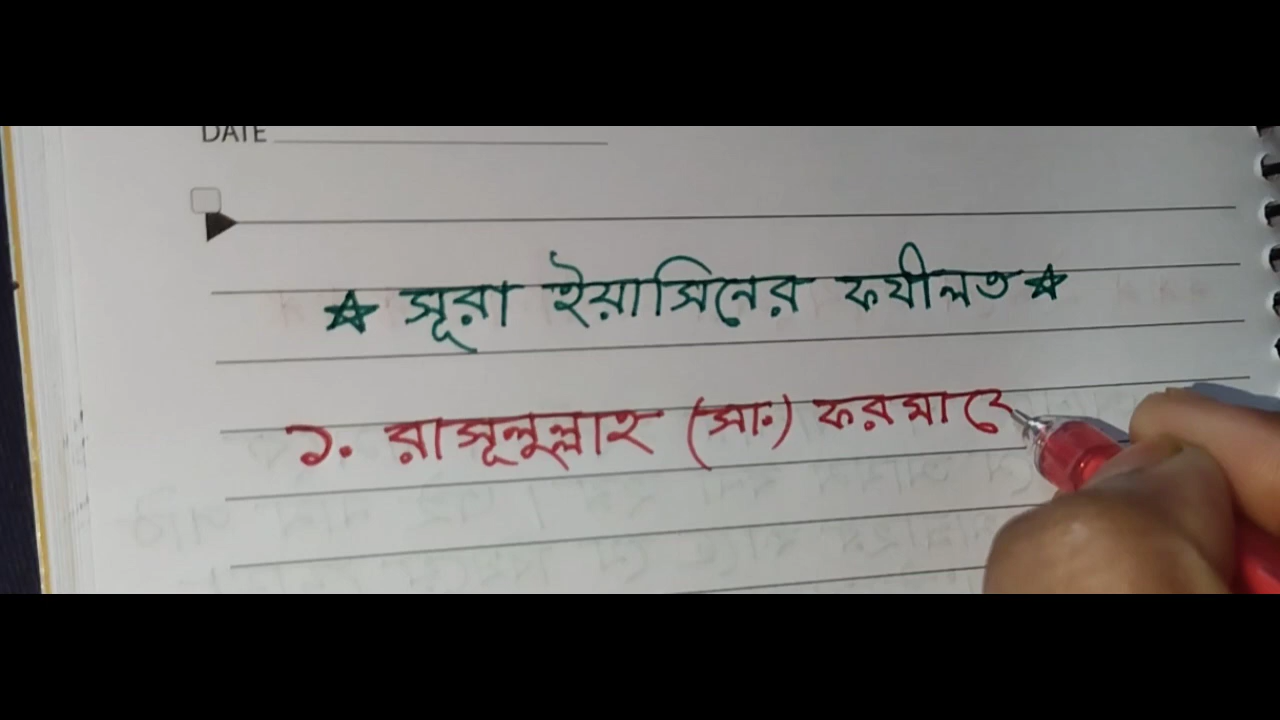 DATE
☆ সূরা ইয়াসিনের ফযীলত ☆
১. রাসূলুল্লাহ (সাঃ) ফরমা